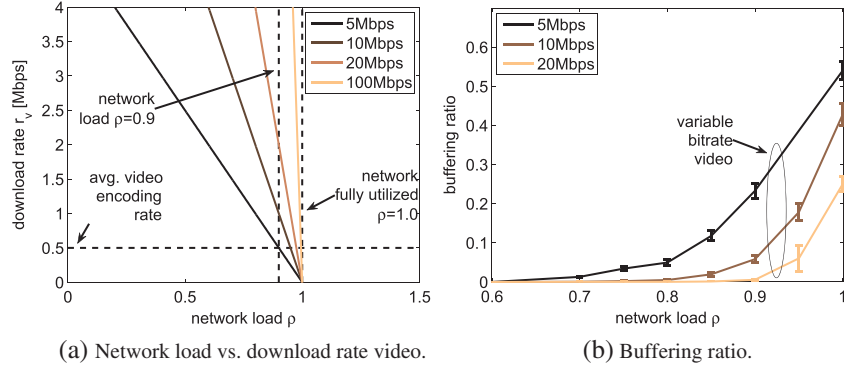 download rate r_v [Mbps]
4
3.5
3
2.5
2
1.5
1
0.5
0
0
0.5
1
1.5
network load ρ
5Mbps
10Mbps
20Mbps
100Mbps
network
load ρ=0.9
avg. video
encoding
rate
network
fully utilized
ρ=1.0
(a) Network load vs. download rate video.
buffering ratio
0.7
0.6
0.5
0.4
0.3
0.2
0.1
0
0.6
0.7
0.8
0.9
1
network load ρ
5Mbps
10Mbps
20Mbps
variable
bitrate
video
(b) Buffering ratio.